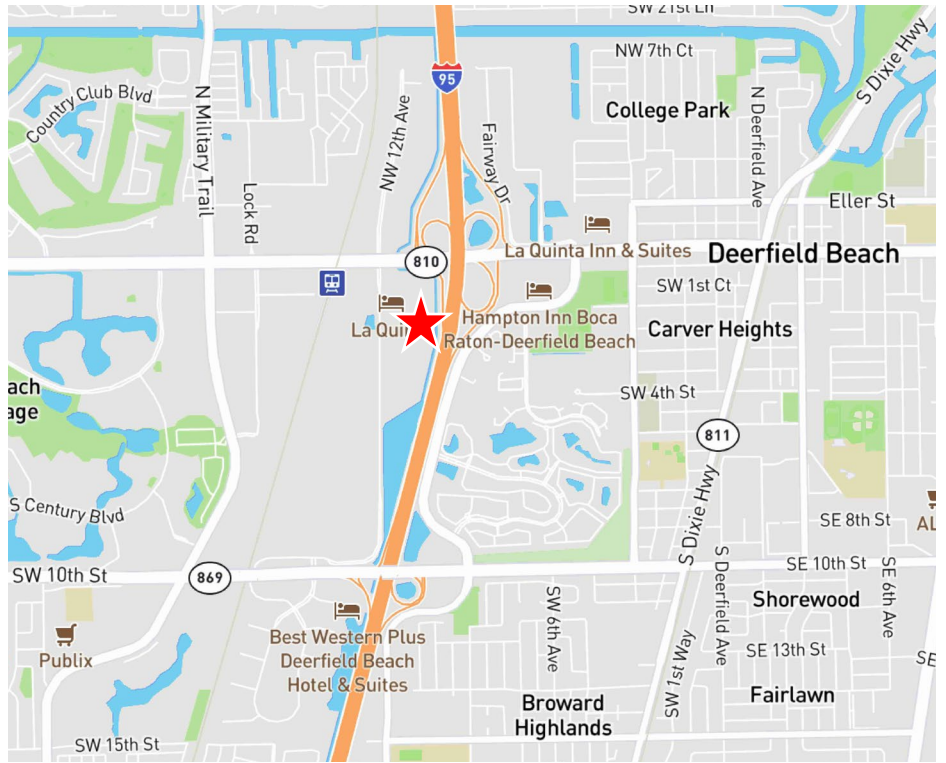 SW 21st Ln
NW 7th Ct
S Dixie Hwy
95
Country Club Blvd
N Military Trail
NW 12th Ave
College Park
N Deerfield Ave
Fairway Dr
Lock Rd
Eller St
810
La Quinta Inn & Suites
Deerfield Beach
SW 1st Ct
La Qui
Hampton Inn Boca
Raton-Deerfield Beach
Carver Heights
ach
age
SW 4th St
811
S Century Blvd
S Dixie Hwy
SE 8th St
AL
SW 10th St
869
SE 10th St
S Deerfield Ave
SE 6th Ave
SW 6th Ave
Shorewood
Best Western Plus
Deerfield Beach
Hotel & Suites
Publix
SE 13th St
SE
SW 1st Way
Fairlawn
Broward
Highlands
SW 15th St